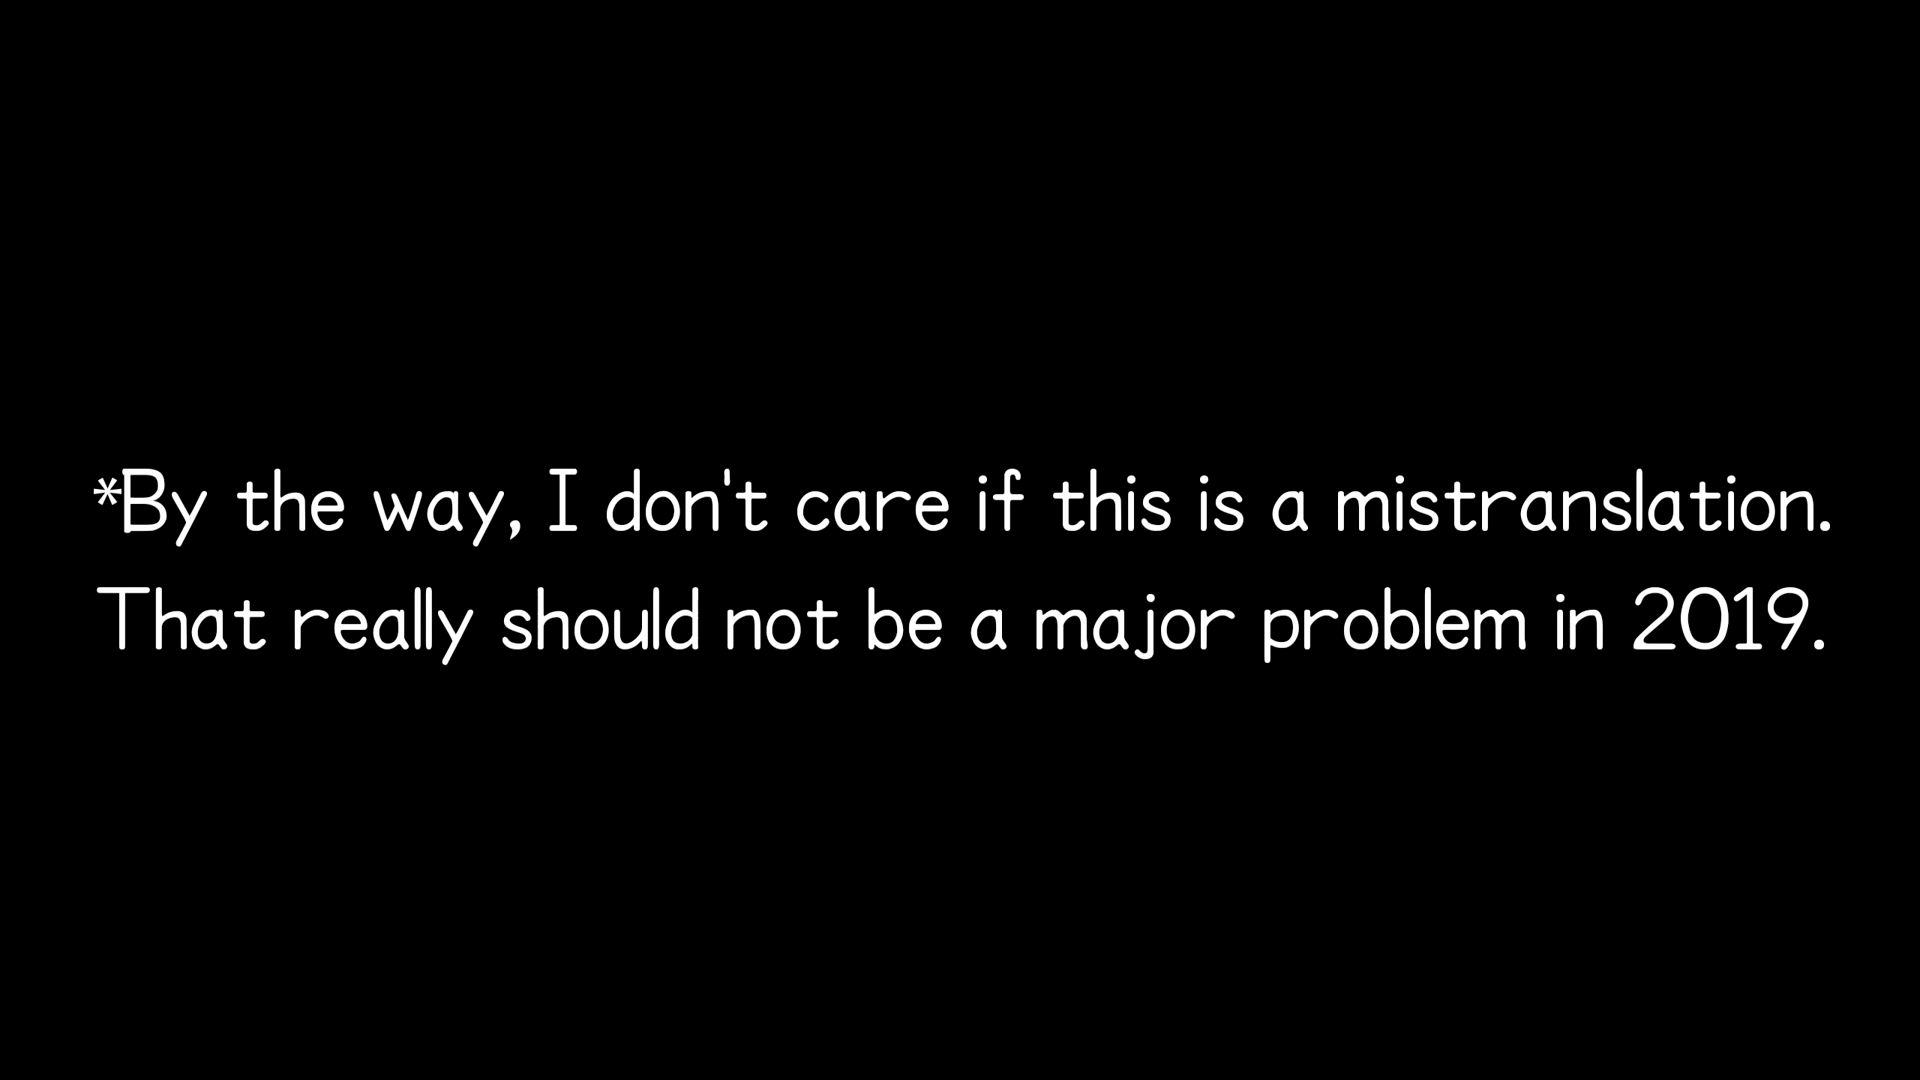 *By the way, I don't care if this is a mistranslation.
That really should not be a major problem in 2019.